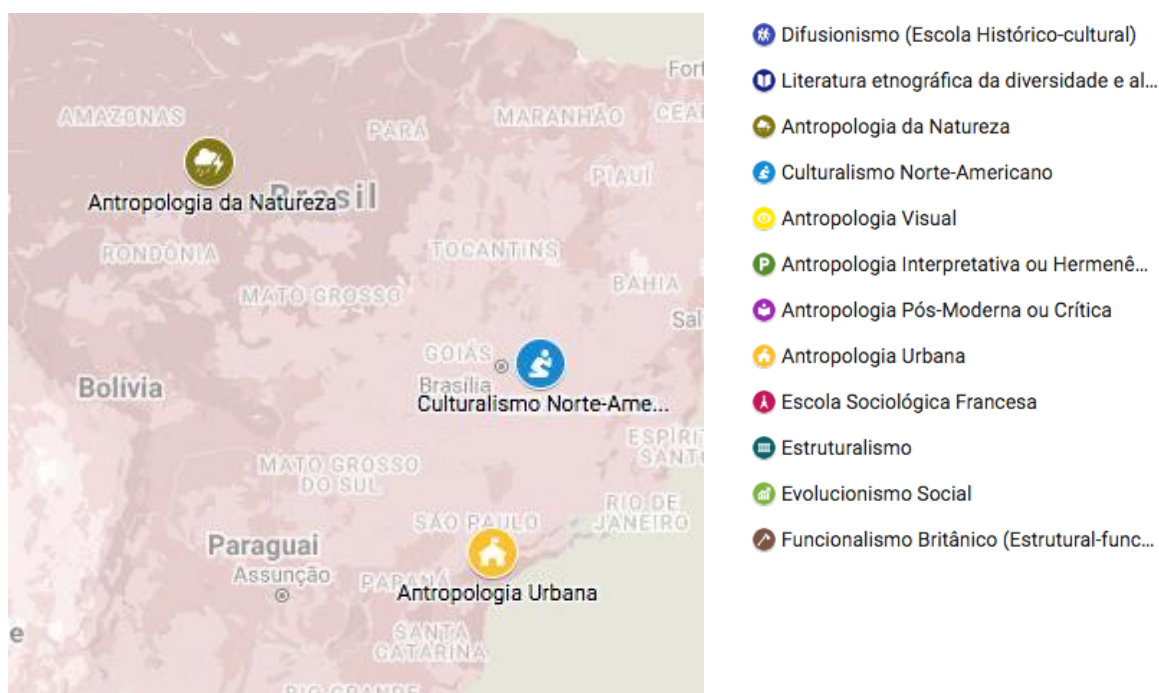 Fort
AMAZONAS
PARÁ
MARANHÃO
CEAR
PIAUÍ
Antropologia da Natureza
Brasil
RONDÔNIA
TOCANTINS
MATO GROSSO
BAHIA
Sal
GOIÁS
Bolívia
Brasília
Culturalismo Norte-Ame...
ESPÍRIT
SANTO
MATO GROSSO
DO SUL
RIO DE
JANEIRO
SÃO PAULO
Paraguai
Assunção
PARANÁ
Antropologia Urbana
SANTA
CATARINA
RIO GRANDE
e
Difusionismo (Escola Histórico-cultural)
Literatura etnográfica da diversidade e al...
Antropologia da Natureza
Culturalismo Norte-Americano
Antropologia Visual
P
Antropologia Interpretativa ou Hermenê...
Antropologia Pós-Moderna ou Crítica
Antropologia Urbana
Escola Sociológica Francesa
Estruturalismo
Evolucionismo Social
Funcionalismo Britânico (Estrutural-func...